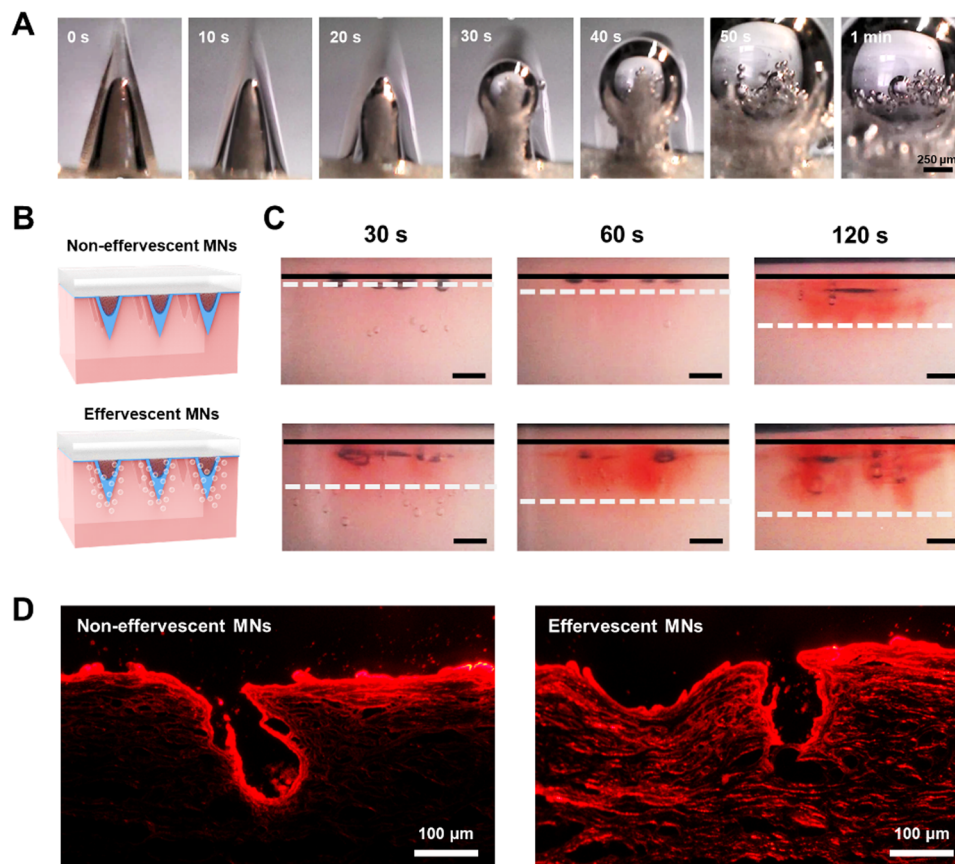 A
0 s
10 s
20 s
30 s
40 s
50 s
1 min
250 µm
B
Non-effervescent MNs
Effervescent MNs
C
30 s
60 s
120 s
D
Non-effervescent MNs
100 µm
Effervescent MNs
100 µm